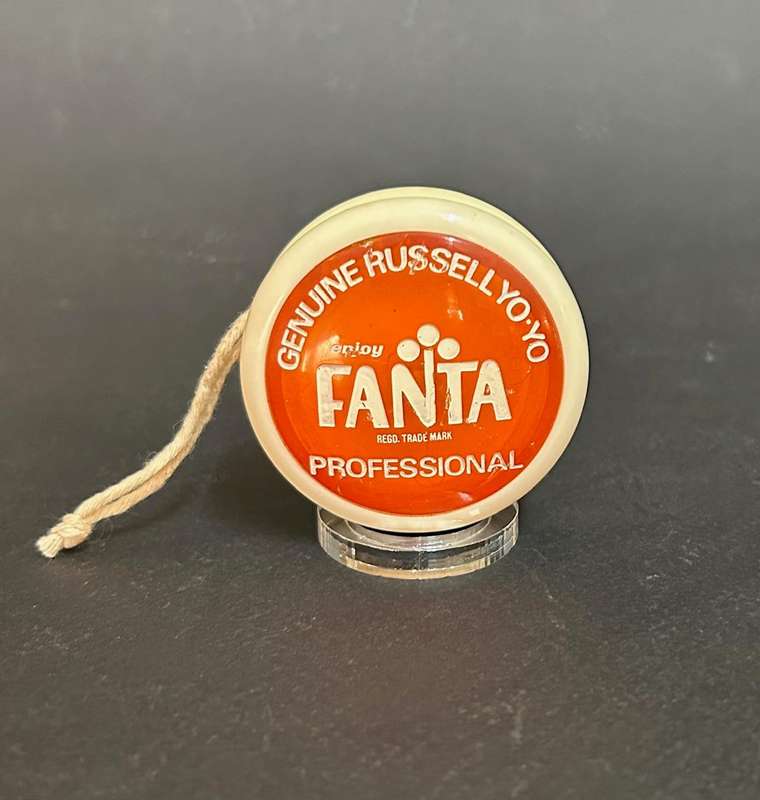 GENUINE RUSSELL YO-YO
enjoy
FANTA
REGD. TRADE MARK
PROFESSIONAL